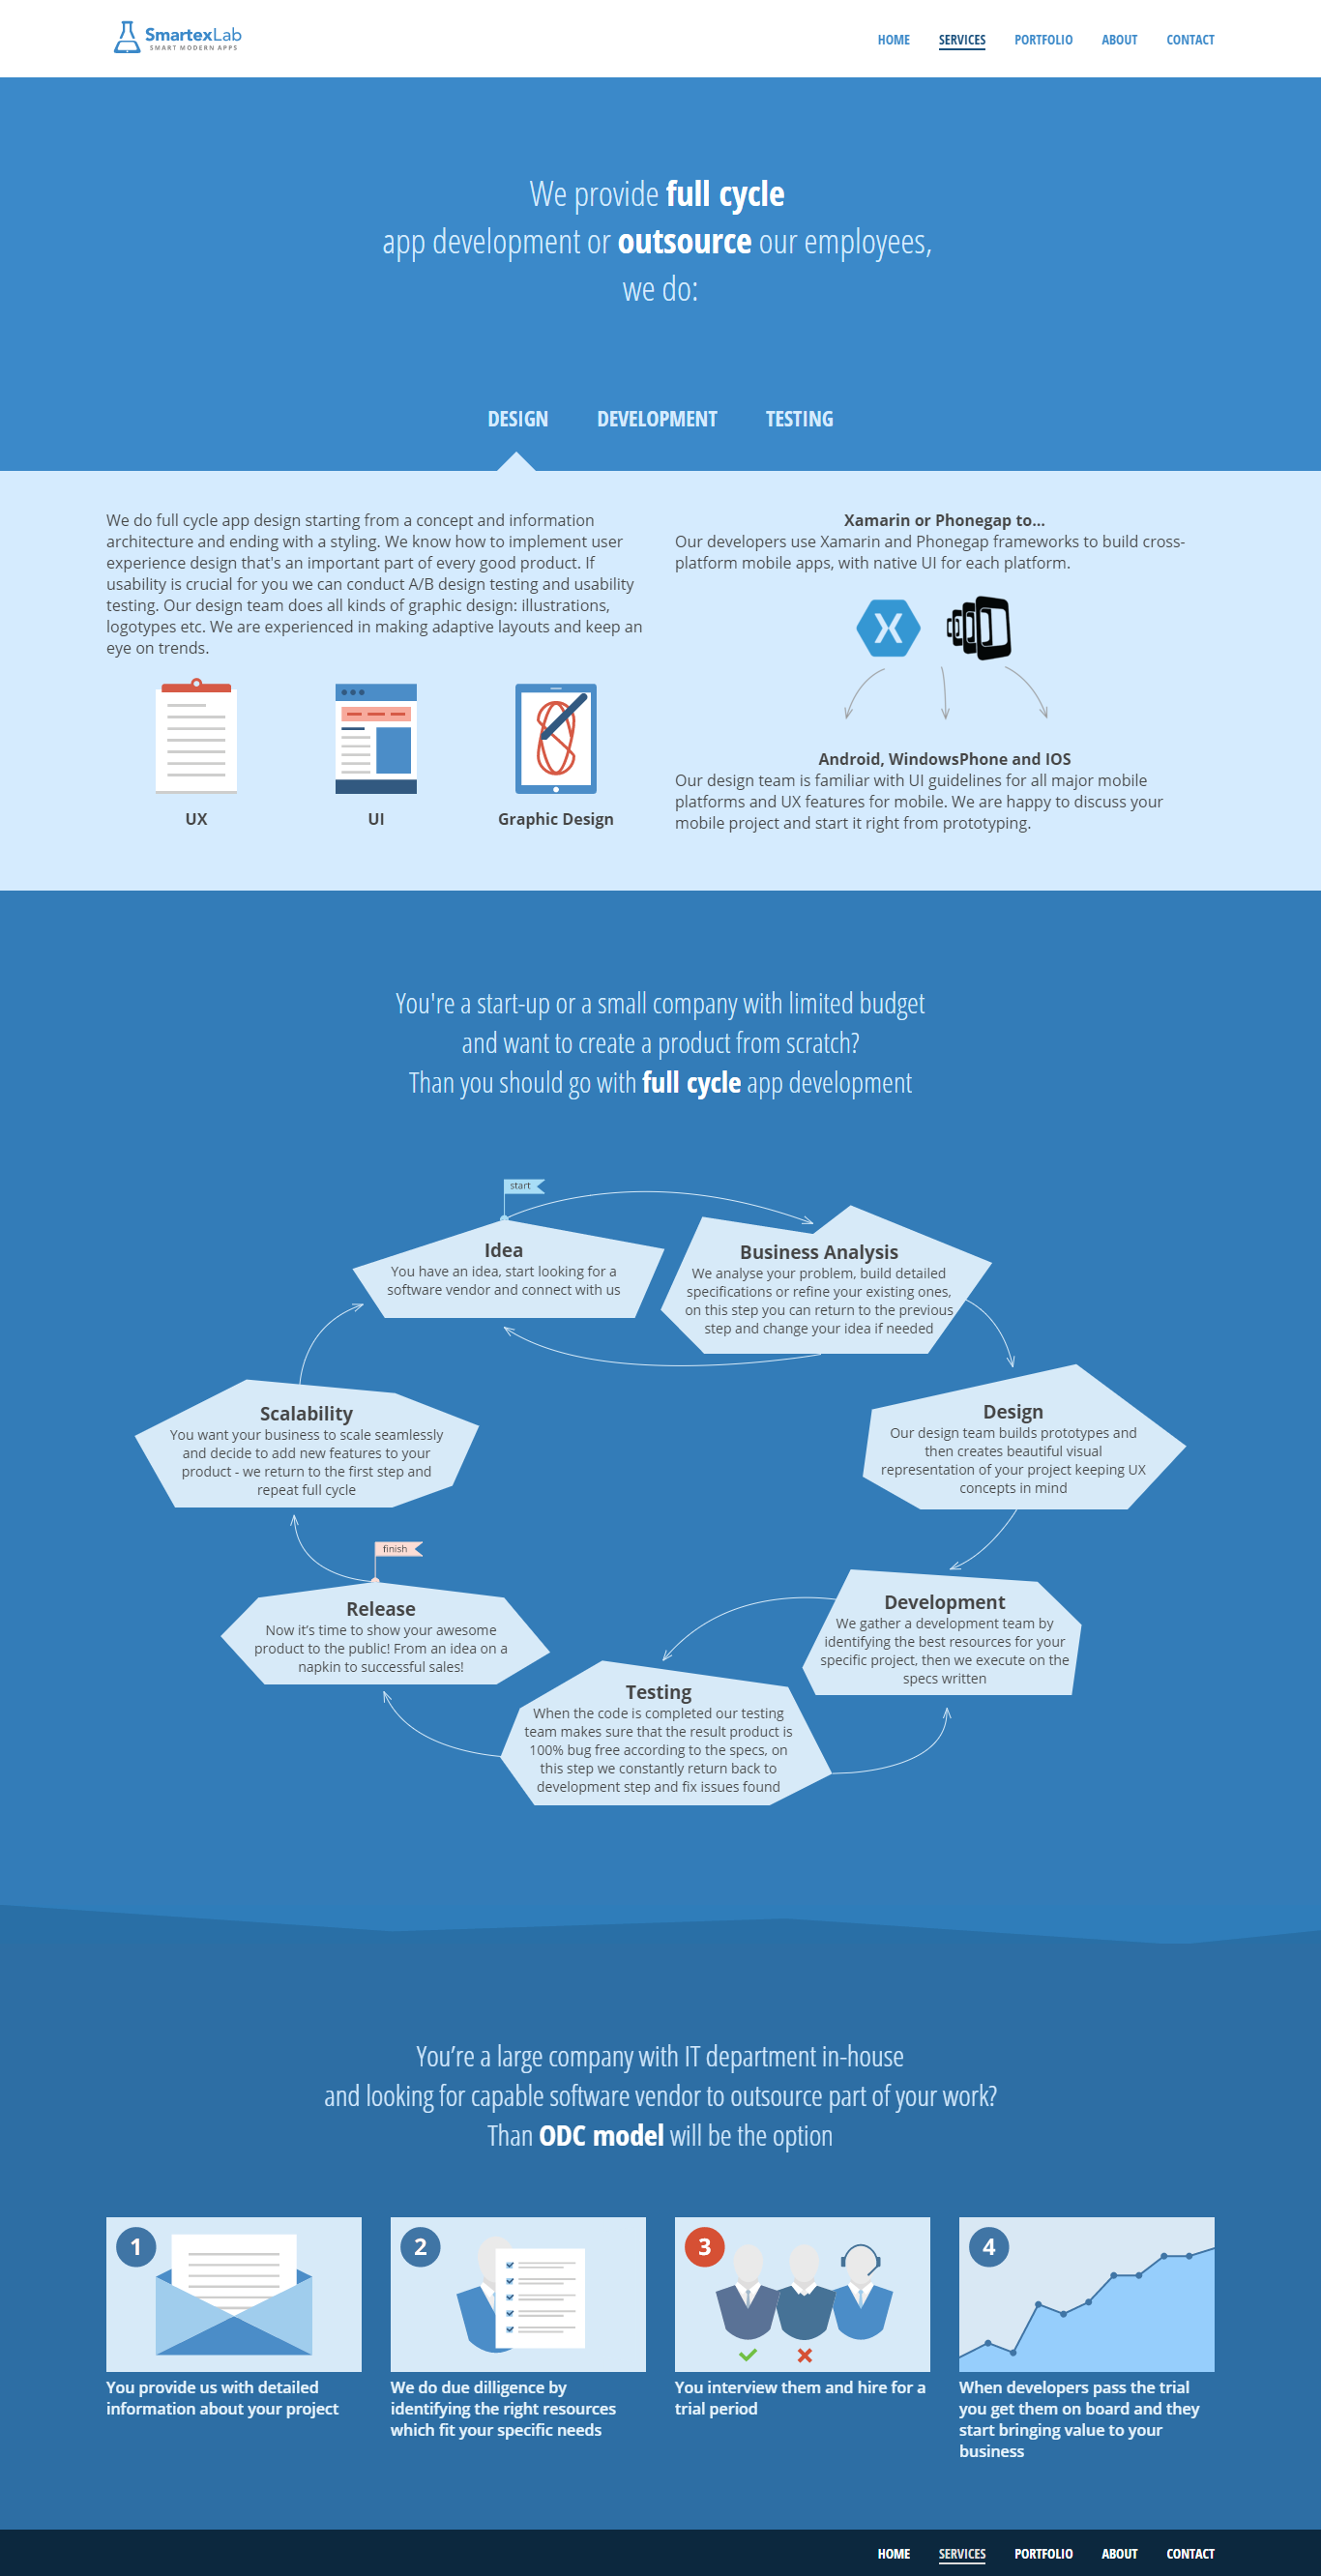 SmartexLab
SMART MODERN APPS
HOME SERVICES PORTFOLIO ABOUT CONTACT
We provide full cycle
app development or outsource our employees,
we do:
DESIGN DEVELOPMENT TESTING
We do full cycle app design starting from a concept and information
architecture and ending with a styling. We know how to implement user
experience design that's an important part of every good product. If
usability is crucial for you we can conduct A/B design testing and usability
testing. Our design team does all kinds of graphic design: illustrations,
logotypes etc. We are experienced in making adaptive layouts and keep an
eye on trends.
UX
UI
Graphic Design
Xamarin or Phonegap to...
Our developers use Xamarin and Phonegap frameworks to build cross-
platform mobile apps, with native UI for each platform.
X
Android, WindowsPhone and IOS
Our design team is familiar with UI guidelines for all major mobile
platforms and UX features for mobile. We are happy to discuss your
mobile project and start it right from prototyping.
You're a start-up or a small company with limited budget
and want to create a product from scratch?
Than you should go with full cycle app development
start
Idea
You have an idea, start looking for a
software vendor and connect with us
Business Analysis
We analyse your problem, build detailed
specifications or refine your existing ones,
on this step you can return to the previous
step and change your idea if needed
Design
Our design team builds prototypes and
then creates beautiful visual
representation of your project keeping UX
concepts in mind
Scalability
You want your business to scale seamlessly
and decide to add new features to your
product - we return to the first step and
repeat full cycle
finish
Release
Now it's time to show your awesome
product to the public! From an idea on a
napkin to successful sales!
Development
We gather a development team by
identifying the best resources for your
specific project, then we execute on the
specs written
Testing
When the code is completed our testing
team makes sure that the result product is
100% bug free according to the specs, on
this step we constantly return back to
development step and fix issues found
You’re a large company with IT department in-house
and looking for capable software vendor to outsource part of your work?
Than ODC model will be the option
1
You provide us with detailed
information about your project
2
We do due dilligence by
identifying the right resources
which fit your specific needs
3
You interview them and hire for a
trial period
4
When developers pass the trial
you get them on board and they
start bringing value to your
business
HOME SERVICES PORTFOLIO ABOUT CONTACT